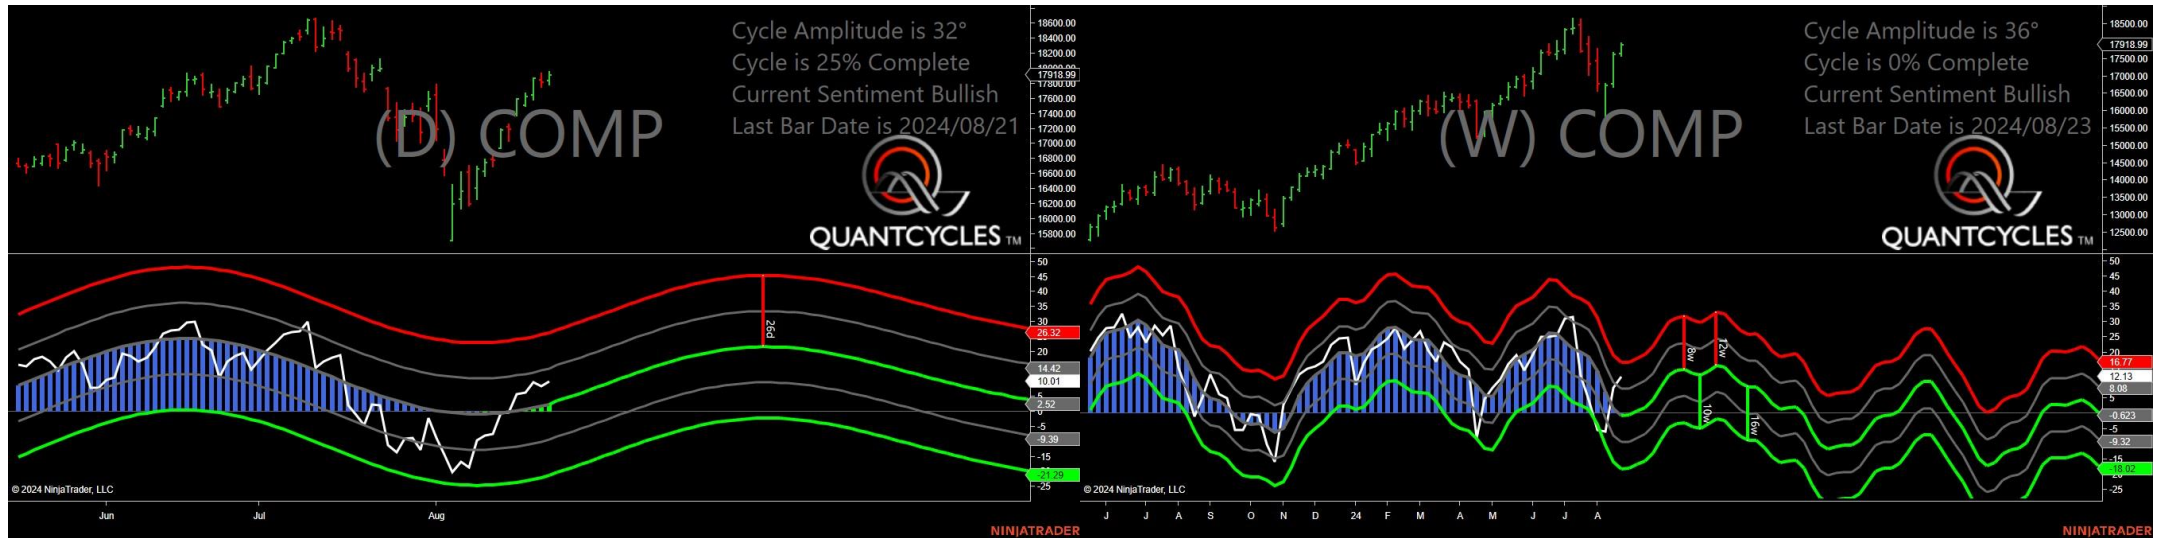 Cycle Amplitude is 32°
Cycle is 25% Complete
Current Sentiment Bullish
Last Bar Date is 2024/08/21
(D) COMP
QUANTCYCLES TM
18600.00
18400.00
18200.00
17918.99
17800.00
17600.00
17400.00
17200.00
17000.00
16800.00
16600.00
16400.00
16200.00
16000.00
15800.00
26d
50
45
40
35
30
26.32
20
14.42
10.01
2.52
-5
-9.39
-15
-21.29
-25
© 2024 NinjaTrader, LLC
Jun Jul Aug
NINJATRADER
Cycle Amplitude is 36°
Cycle is 0% Complete
Current Sentiment Bullish
Last Bar Date is 2024/08/23
(W) COMP
QUANTCYCLES TM
18500.00
17918.99
17500.00
17000.00
16500.00
16000.00
15500.00
15000.00
14500.00
14000.00
13500.00
13000.00
12500.00
8w
12w
10w
16w
50
45
40
35
30
25
20
16.77
12.13
8.08
5
-0.623
-5
-9.32
-15
-18.02
-25
© 2024 NinjaTrader, LLC
J J A S O N D 24 F M A M J J A
NINJATRADER